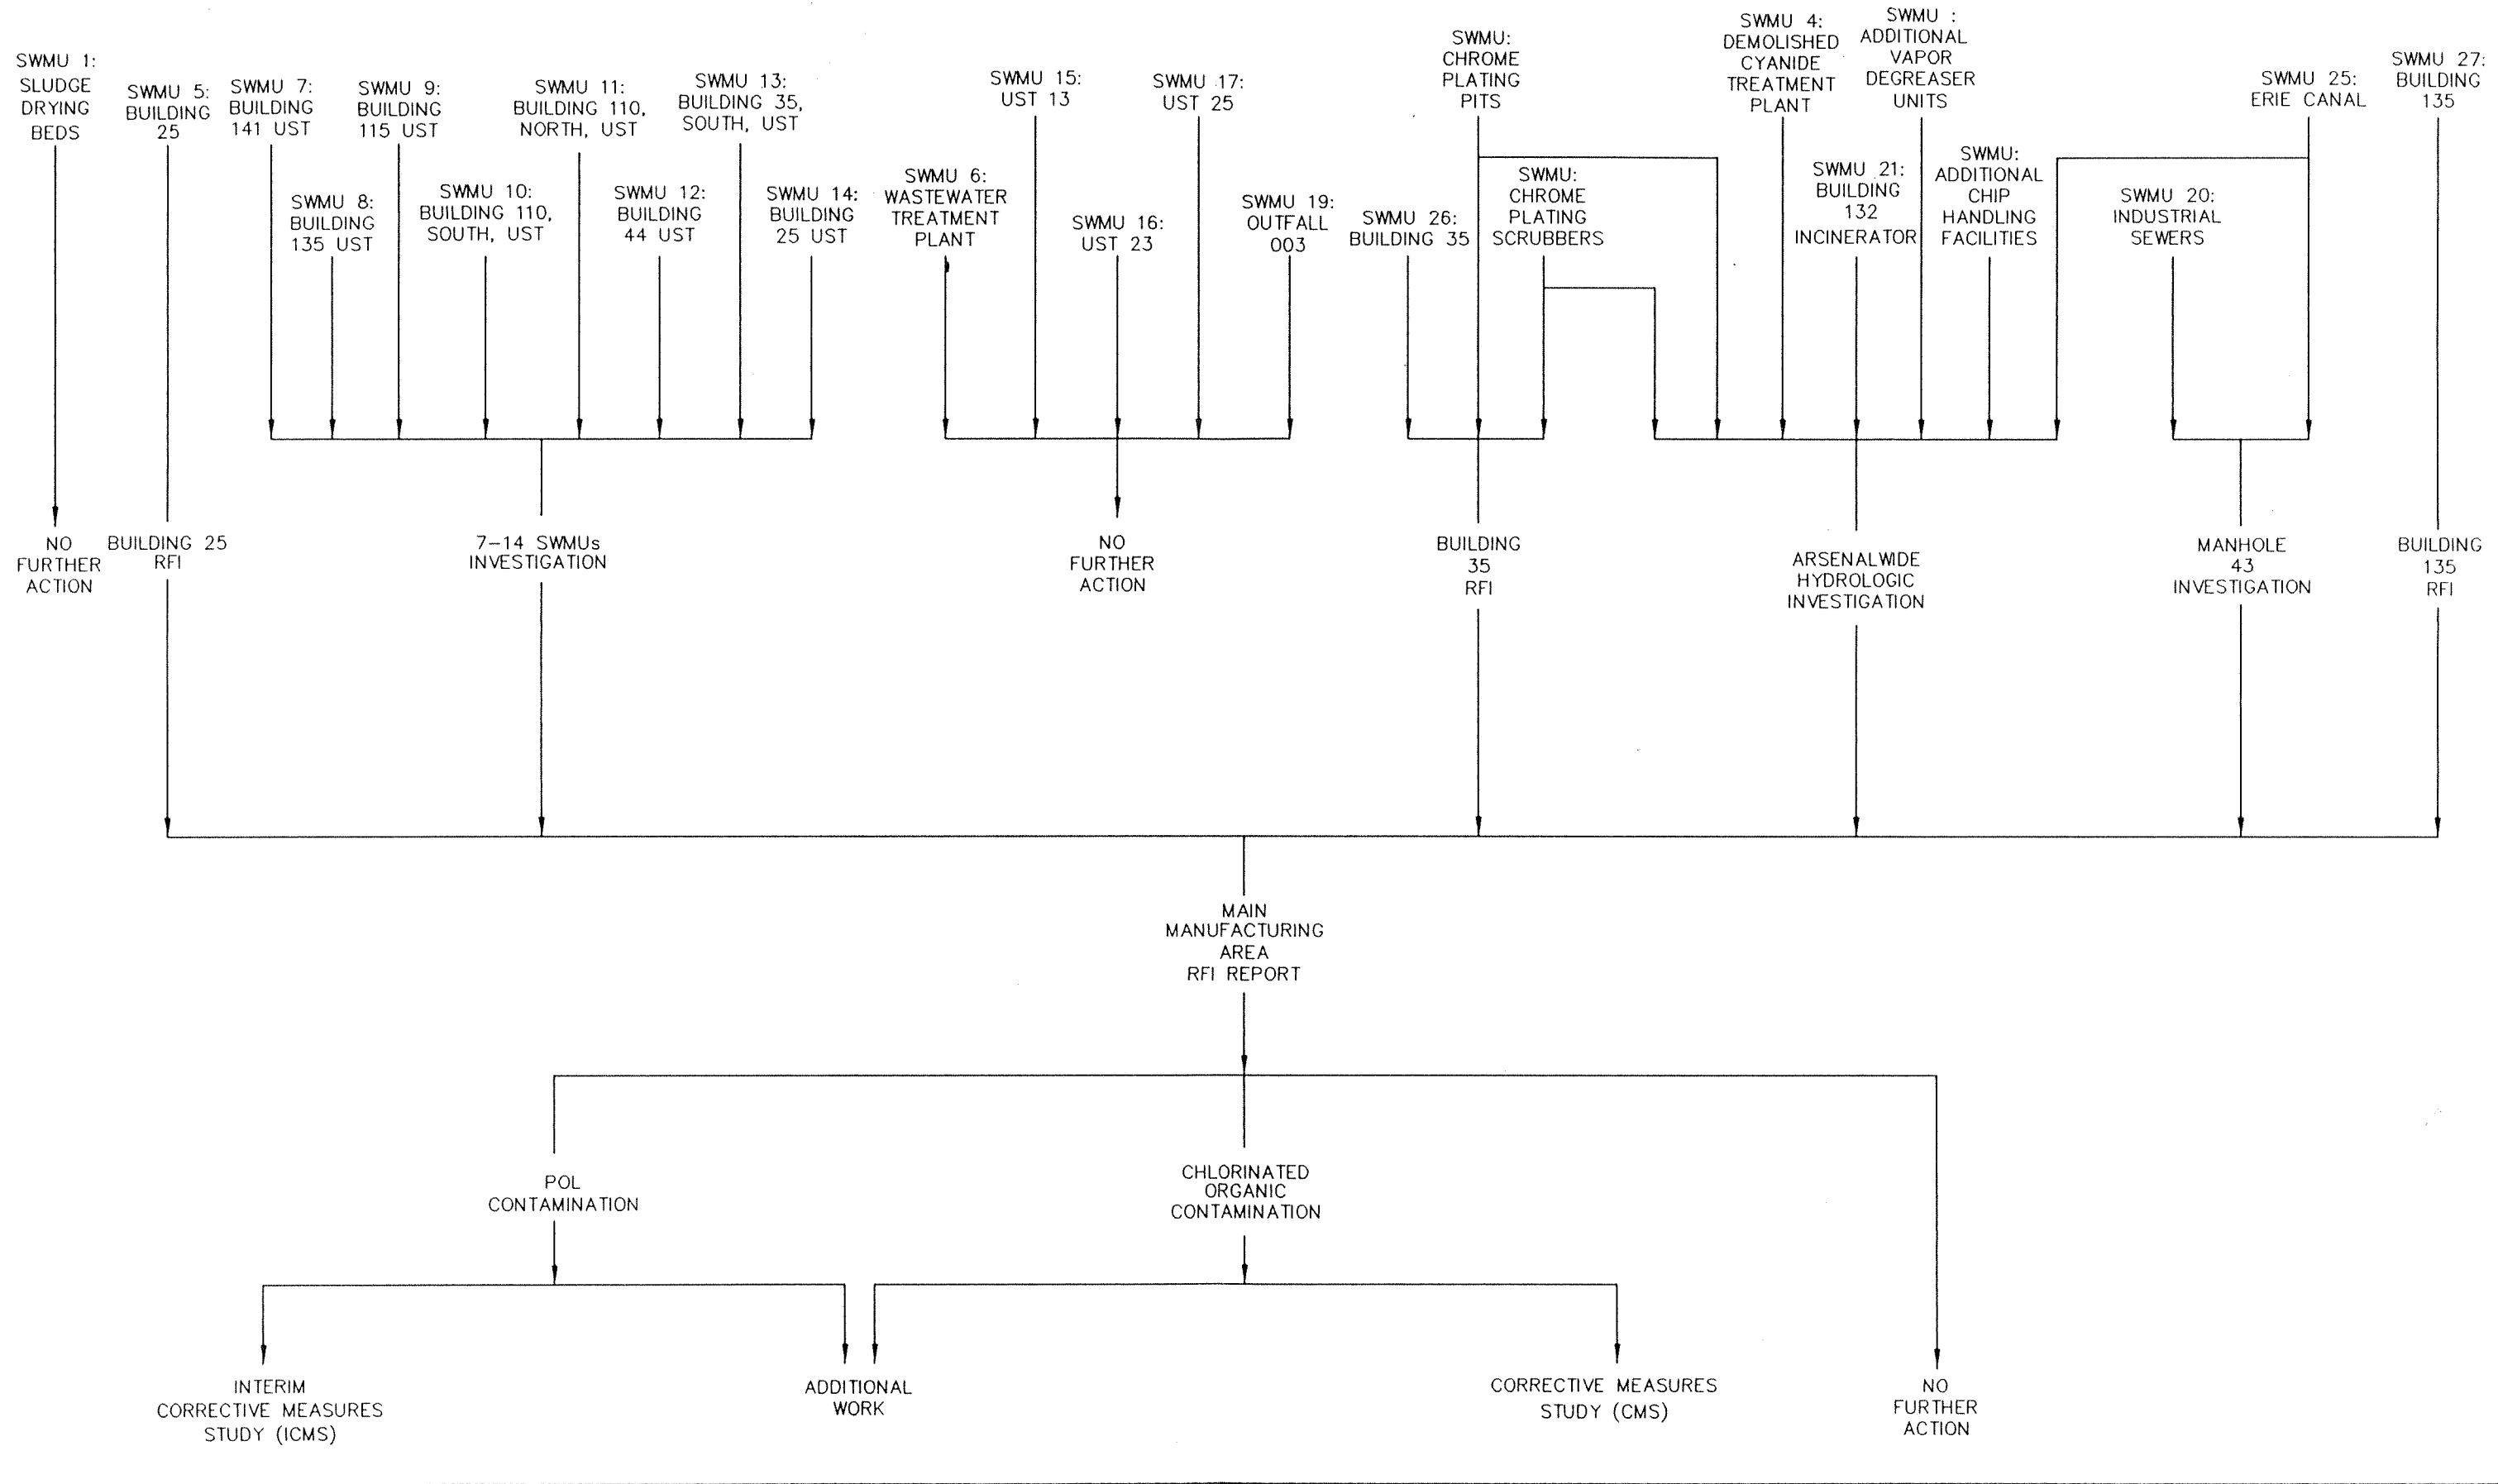 SWMU 1:
SLUDGE
DRYING
BEDS
SWMU 5:
BUILDING
25
SWMU 7:
BUILDING
141 UST
SWMU 8:
BUILDING
135 UST
SWMU 9:
BUILDING
115 UST
SWMU 10:
BUILDING 110,
SOUTH, UST
SWMU 11:
BUILDING 110,
NORTH, UST
SWMU 12:
BUILDING
44 UST
SWMU 13:
BUILDING 35,
SOUTH, UST
SWMU 14:
BUILDING
25 UST
SWMU 6:
WASTEWATER
TREATMENT
PLANT
SWMU 15:
UST 13
SWMU 16:
UST 23
SWMU 17:
UST 25
SWMU 19:
OUTFALL
003
SWMU 26:
BUILDING 35
SWMU:
CHROME
PLATING
PITS
SWMU:
CHROME
PLATING
SCRUBBERS
SWMU 4:
DEMOLISHED
CYANIDE
TREATMENT
PLANT
SWMU 21:
BUILDING
132
INCINERATOR
SWMU :
ADDITIONAL
VAPOR
DEGREASER
UNITS
SWMU:
ADDITIONAL
CHIP
HANDLING
FACILITIES
SWMU 20:
INDUSTRIAL
SEWERS
SWMU 25:
ERIE CANAL
SWMU 27:
BUILDING
135
NO
FURTHER
ACTION
BUILDING 25
RFI
7-14 SWMUs
INVESTIGATION
NO
FURTHER
ACTION
BUILDING
35
RFI
ARSENALWIDE
HYDROLOGIC
INVESTIGATION
MANHOLE
43
INVESTIGATION
BUILDING
135
RFI
MAIN
MANUFACTURING
AREA
RFI REPORT
POL
CONTAMINATION
CHLORINATED
ORGANIC
CONTAMINATION
INTERIM
CORRECTIVE MEASURES
STUDY (ICMS)
ADDITIONAL
WORK
CORRECTIVE MEASURES
STUDY (CMS)
NO
FURTHER
ACTION